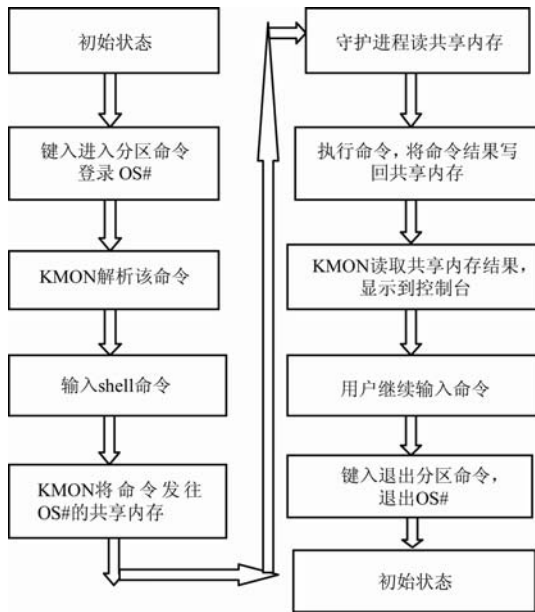 初始状态
键入进入分区命令
登录 OS#
KMON解析该命令
输入shell命令
KMON将命令发往
OS#的共享内存
守护进程读共享内存
执行命令，将命令结果写
回共享内存
KMON读取共享内存结果，
显示到控制台
用户继续输入命令
键入退出分区命令，
退出OS#
初始状态